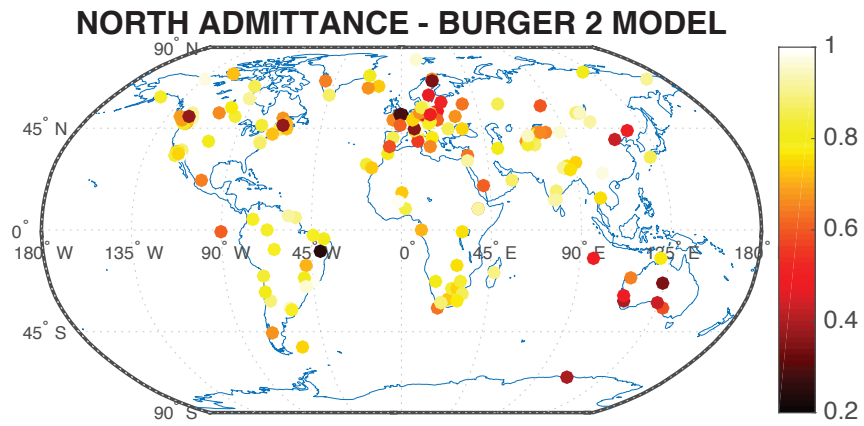 NORTH ADMITTANCE - BURGER 2 MODEL
90° N
45° N
0°
180° W 135° W 90° W 45° W 0° 45° E 90° E 135° E 180°
45° S
90° S
1
0.8
0.6
0.4
0.2